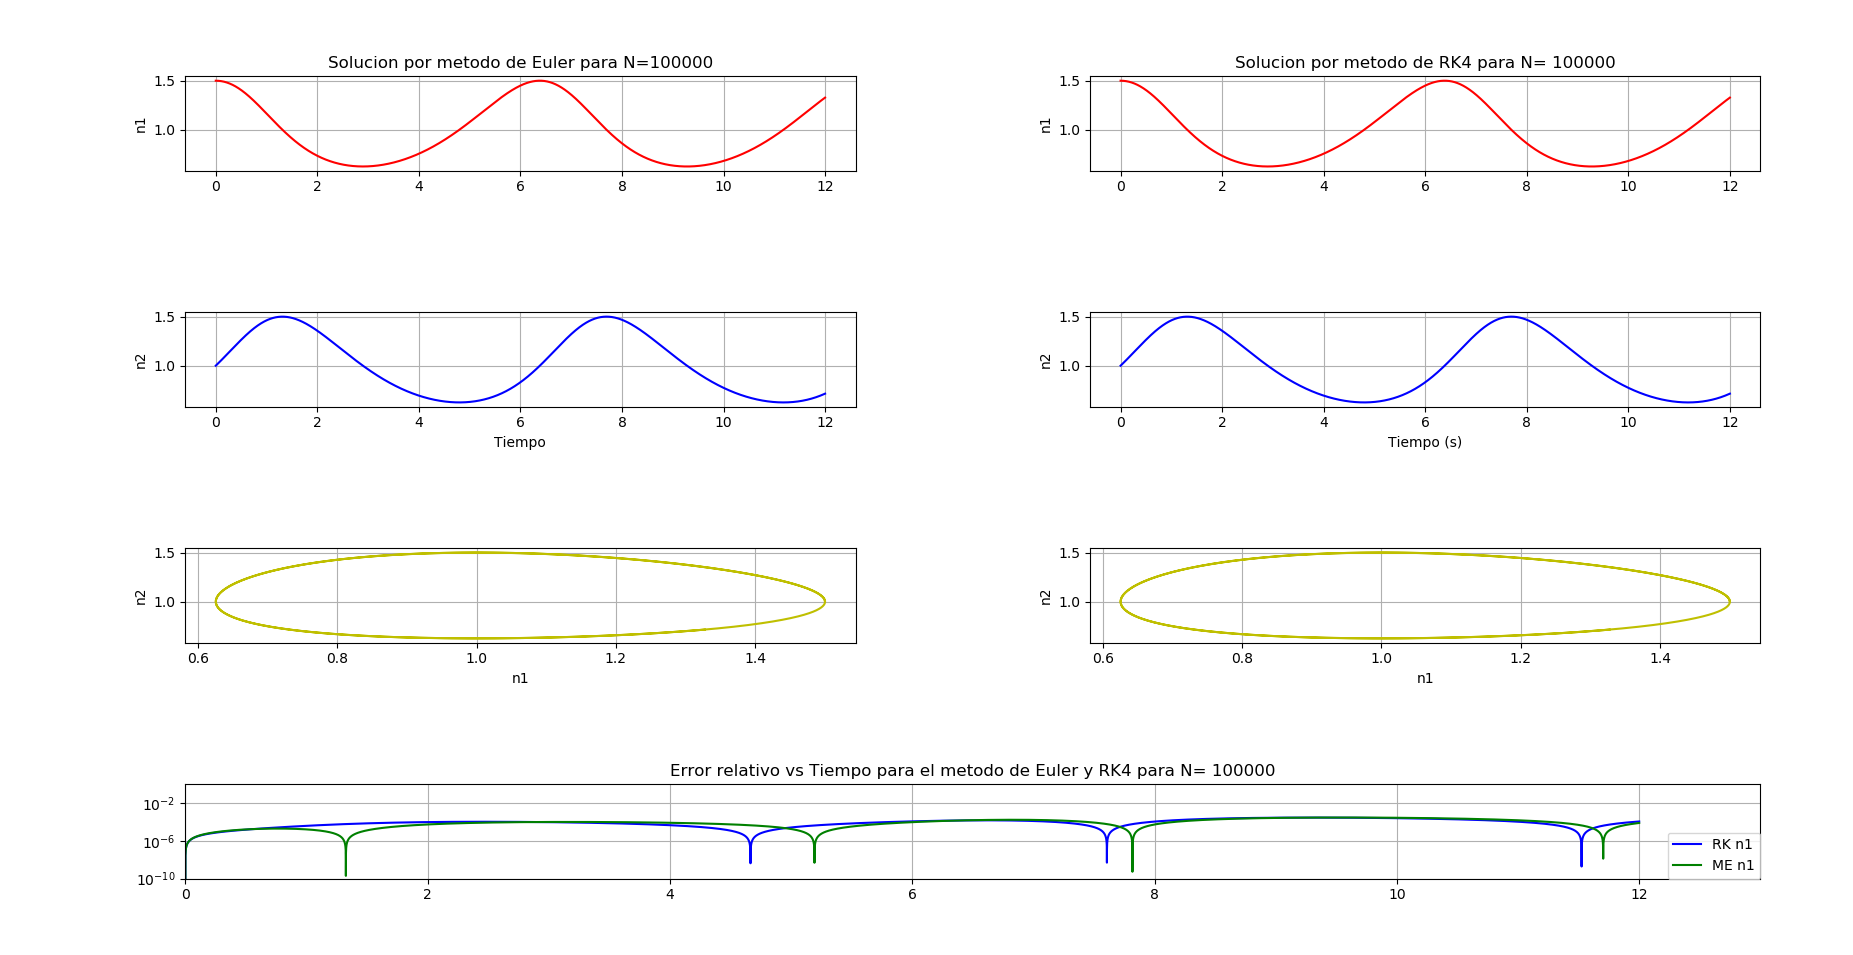 Solucion por metodo de Euler para N=100000
1.5
1.0
n1
0 2 4 6 8 10 12
Solucion por metodo de RK4 para N= 100000
1.5
1.0
n1
0 2 4 6 8 10 12
1.5
1.0
n2
0 2 4 6 8 10 12
Tiempo
1.5
1.0
n2
0 2 4 6 8 10 12
Tiempo (s)
1.5
1.0
n2
0.6 0.8 1.0 1.2 1.4
n1
1.5
1.0
n2
0.6 0.8 1.0 1.2 1.4
n1
Error relativo vs Tiempo para el metodo de Euler y RK4 para N= 100000
10⁻²
10⁻⁶
10⁻¹⁰
0 2 4 6 8 10 12
RK n1
ME n1